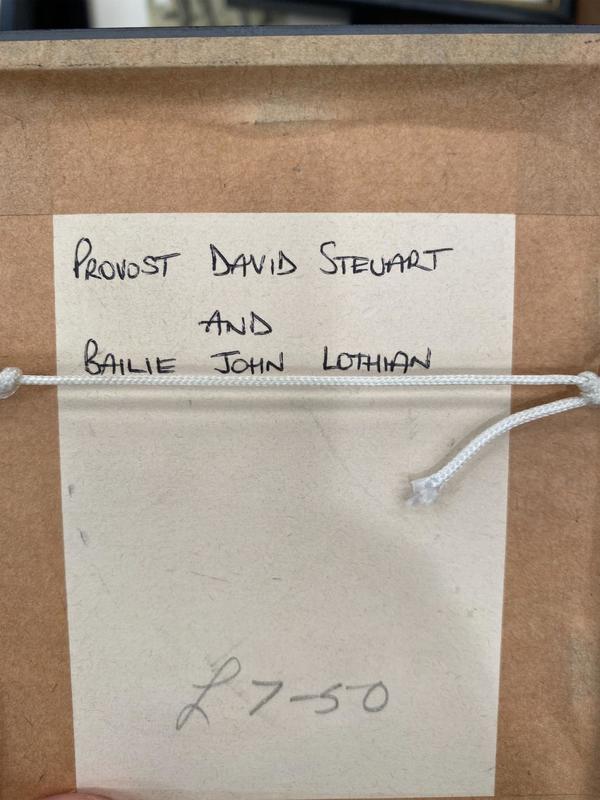 PROVOST DAVID STEUART
AND
BAILIE JOHN LOTHIAN
£7-50